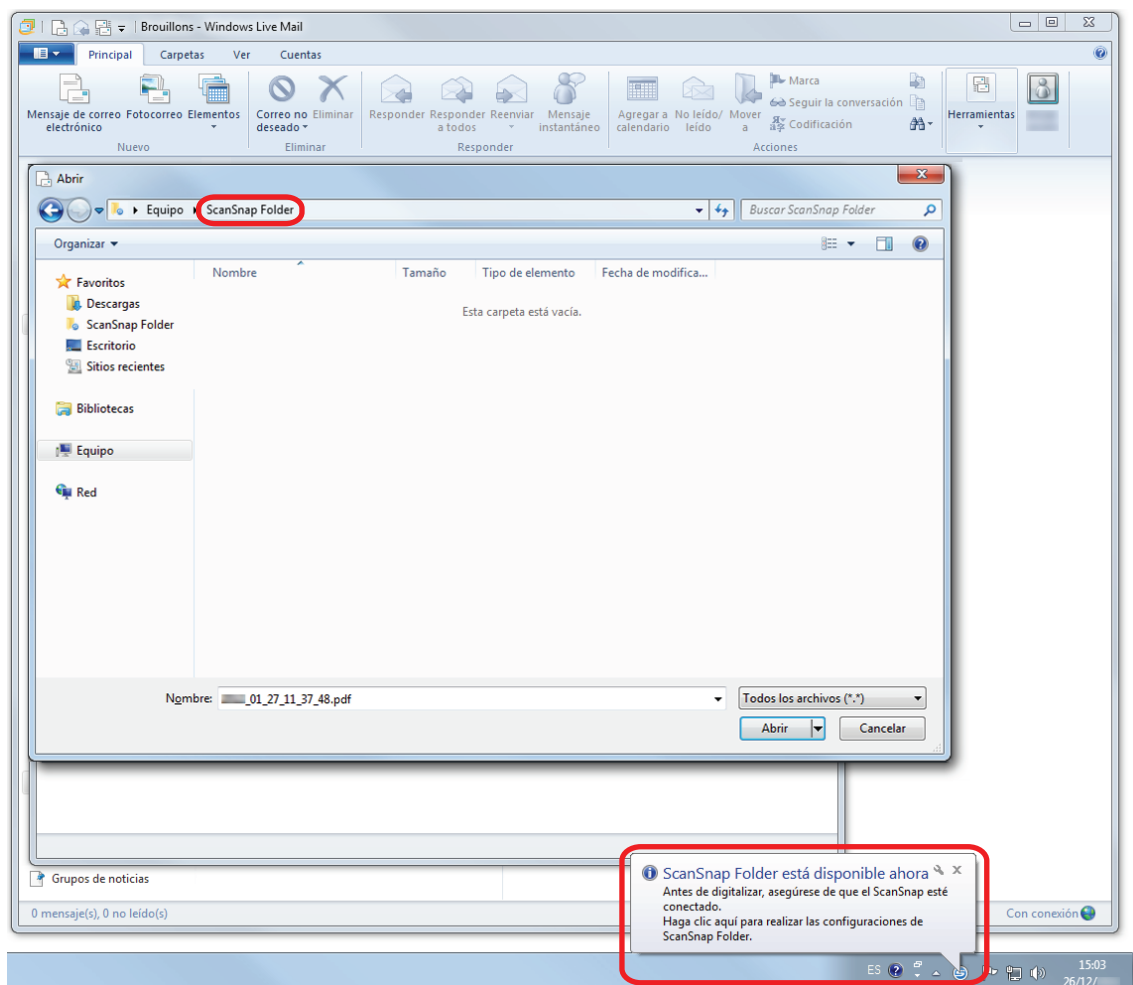 Brouillons - Windows Live Mail
Principal Carpetas Ver Cuentas
Mensaje de correo electrónico
Fotocorreo
Elementos
Nuevo
Correo no deseado
Eliminar
Eliminar
Responder
Responder a todos
Reenviar
Mensaje instantáneo
Responder
Agregar a calendario
No leído/ leído
Mover a
Marca
Seguir la conversación
Codificación
Acciones
Herramientas
Abrir
Equipo ScanSnap Folder
Buscar ScanSnap Folder
Organizar
Nombre Tamaño Tipo de elemento Fecha de modifica...
Esta carpeta está vacía.
Favoritos
Descargas
ScanSnap Folder
Escritorio
Sitios recientes
Bibliotecas
Equipo
Red
Nombre: _01_27_11_37_48.pdf
Todos los archivos (*.*)
Abrir Cancelar
Grupos de noticias
0 mensaje(s), 0 no leído(s)
Con conexión
ScanSnap Folder está disponible ahora
Antes de digitalizar, asegúrese de que el ScanSnap esté
conectado.
Haga clic aquí para realizar las configuraciones de
ScanSnap Folder.
ES
15:03
26/12/